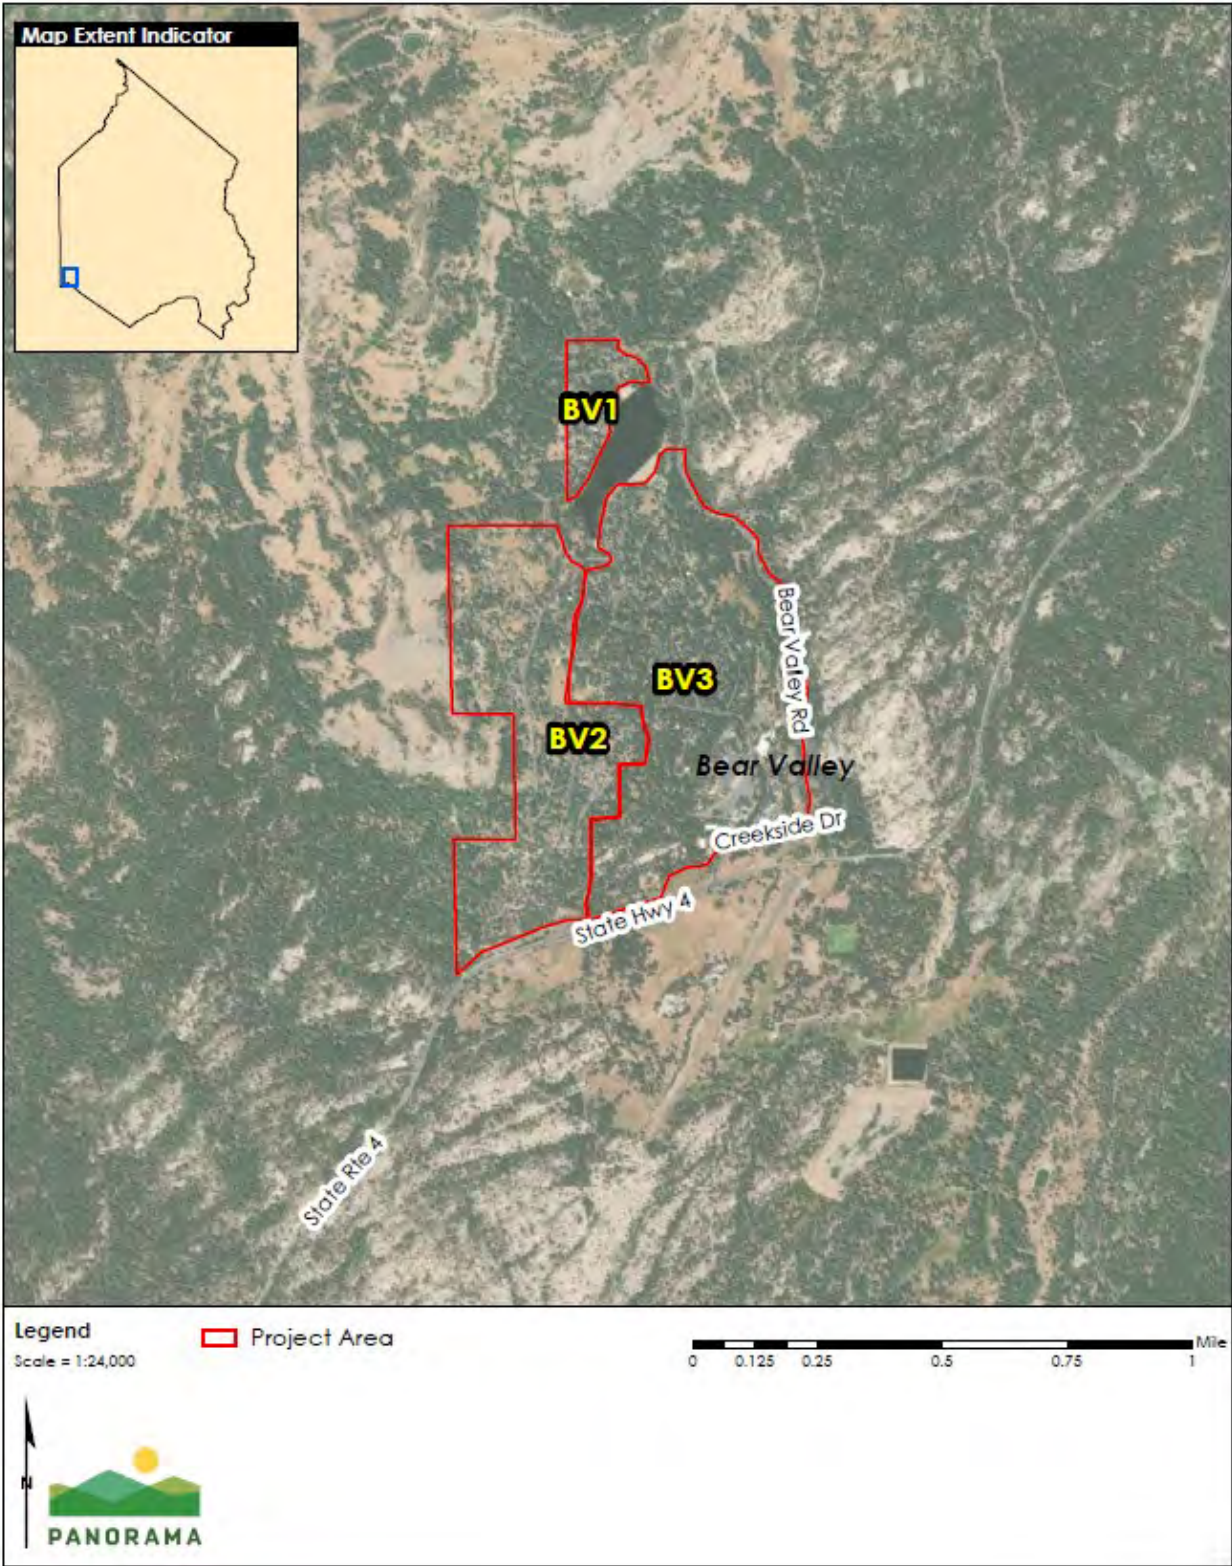 Map Extent Indicator
BV1
BV3
BV2
Bear Valley Rd
Bear Valley
Creekside Dr
State Hwy 4
State Rte 4
Legend
Project Area
Scale = 1:24,000
Mile
0 0.125 0.25 0.5 0.75 1
N
PANORAMA